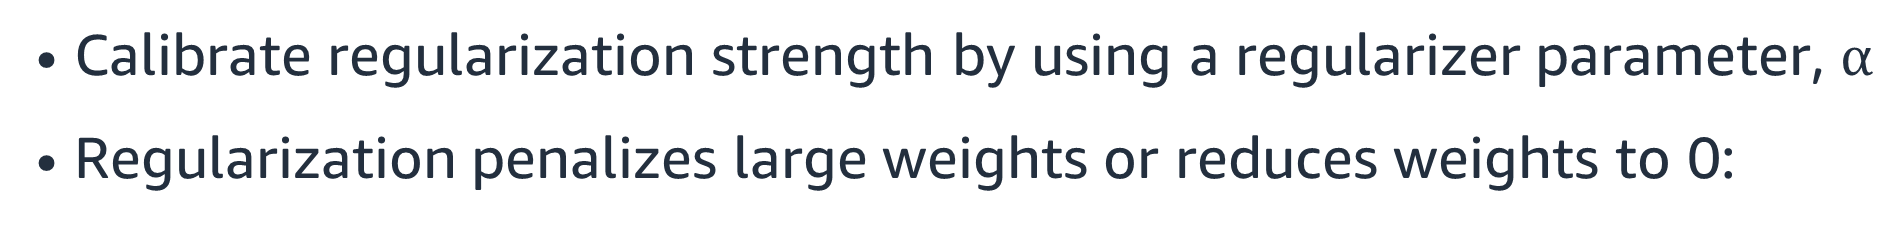 • Calibrate regularization strength by using a regularizer parameter, α
• Regularization penalizes large weights or reduces weights to 0: